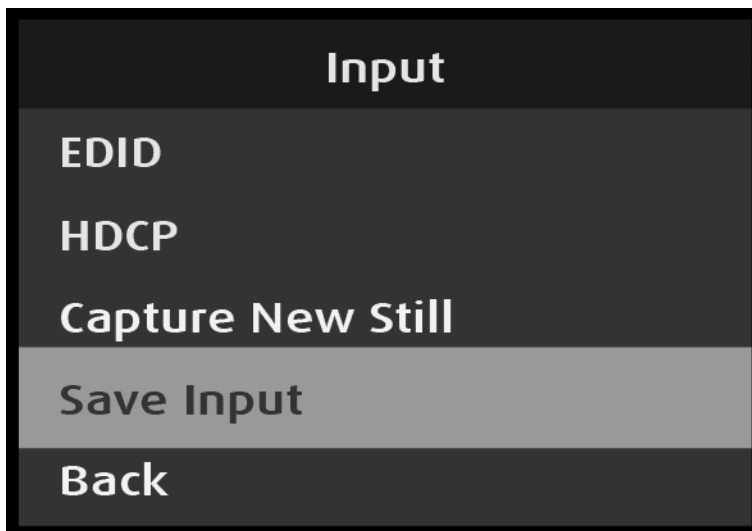 Input
EDID
HDCP
Capture New Still
Save Input
Back